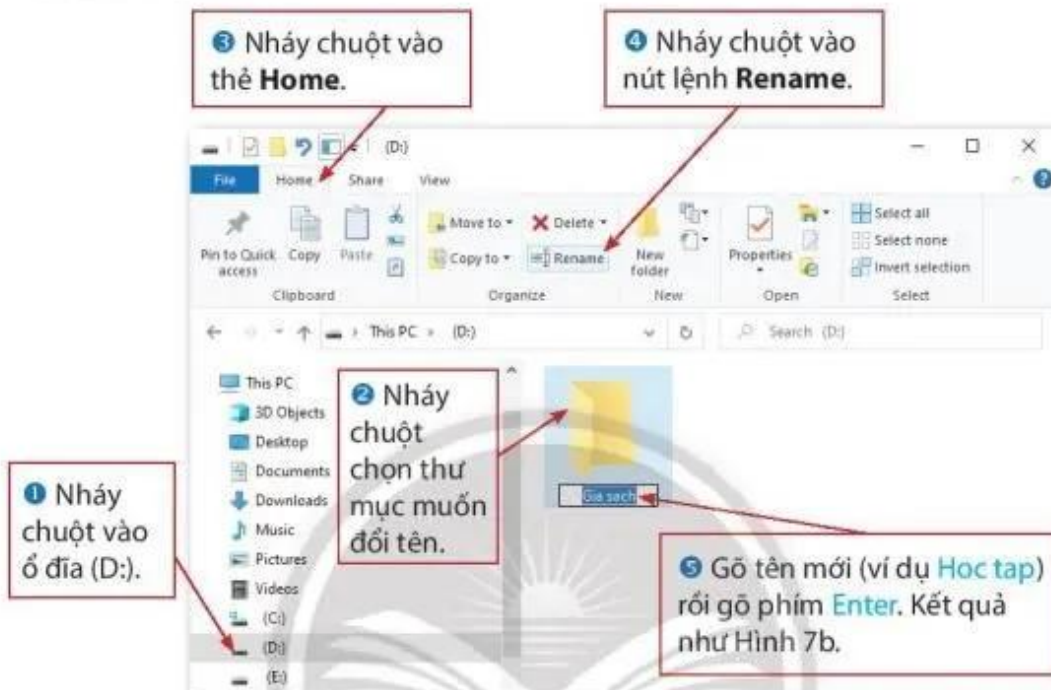 ❸ Nháy chuột vào
thẻ Home.
❹ Nháy chuột vào
nút lệnh Rename.
(D:)
File Home Share View
Pin to Quick
access
Copy
Paste
Move to
Copy to
Delete
Rename
New
folder
Properties
Select all
Select none
Invert selection
Clipboard Organize New Open Select
This PC › (D:)
Search (D:)
This PC
3D Objects
Desktop
Documents
Downloads
Music
Pictures
Videos
(C:)
(D:)
(E:)
❶ Nháy
chuột vào
ổ đĩa (D:).
❷ Nháy
chuột
chọn thư
mục muốn
đổi tên.
Gia sach
❺ Gõ tên mới (ví dụ Hoc tap)
rồi gõ phím Enter. Kết quả
như Hình 7b.